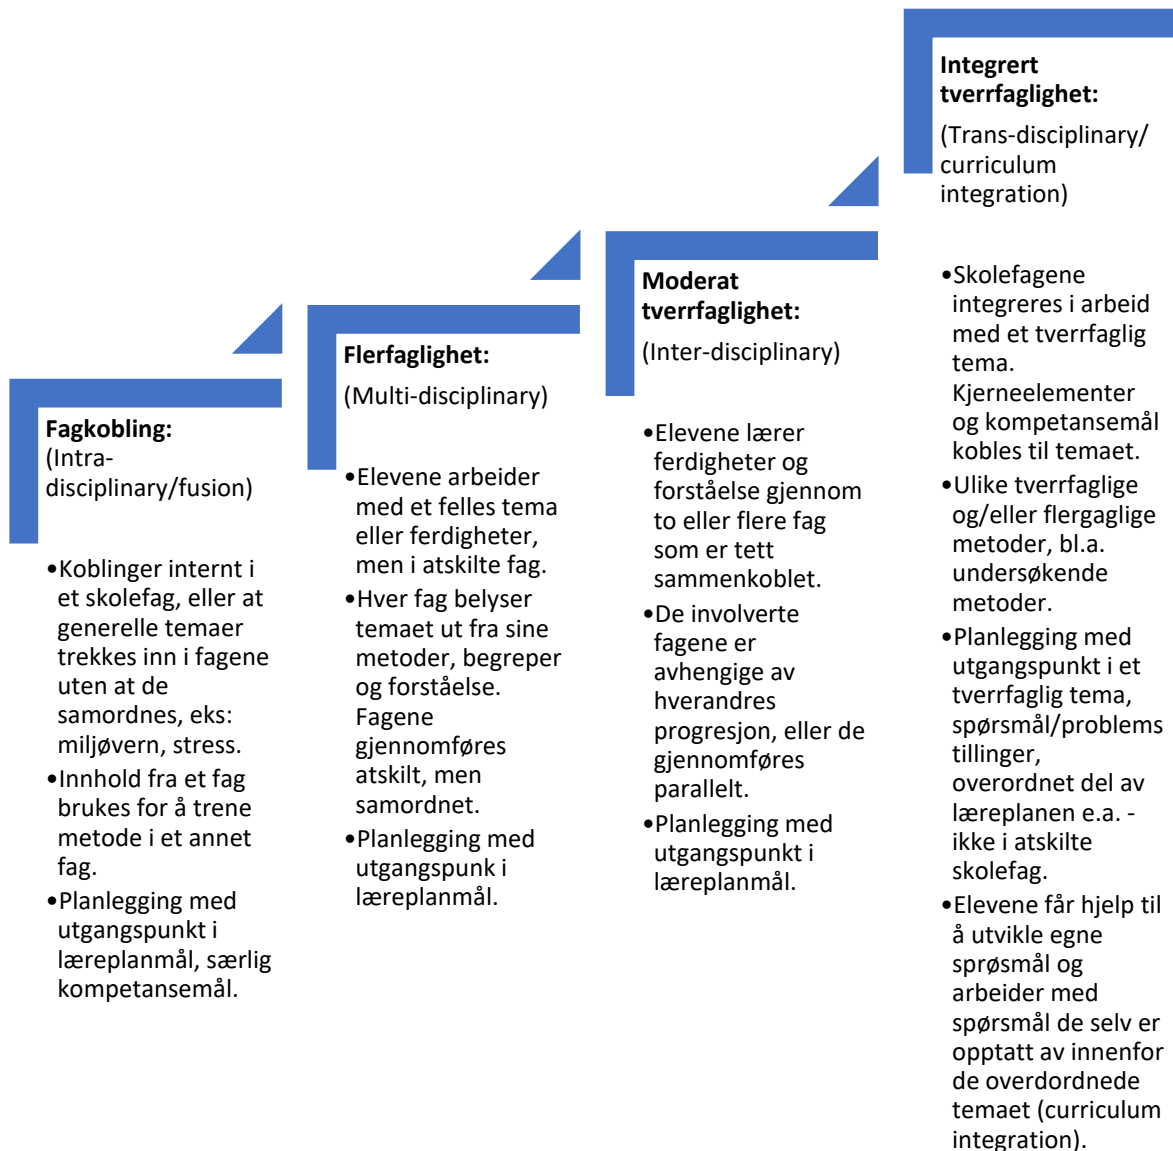 Fagkobling:
(Intra-
disciplinary/fusion)
•Koblinger internt i
et skolefag, eller at
generelle temaer
trekkes inn i fagene
uten at de
samordnes, eks:
miljøvern, stress.
•Innhold fra et fag
brukes for å trene
metode i et annet
fag.
•Planlegging med
utgangspunkt i
læreplanmål, særlig
kompetansemål.
Flerfaglighet:
(Multi-disciplinary)
•Elevene arbeider
med et felles tema
eller ferdigheter,
men i atskilte fag.
•Hver fag belyser
temaet ut fra sine
metoder, begreper
og forståelse.
Fagene
gjennomføres
atskilt, men
samordnet.
•Planlegging med
utgangspunk i
læreplanmål.
Moderat
tverrfaglighet:
(Inter-disciplinary)
•Elevene lærer
ferdigheter og
forståelse gjennom
to eller flere fag
som er tett
sammenkoblet.
•De involverte
fagene er
avhengige av
hverandres
progresjon, eller de
gjennomføres
parallelt.
•Planlegging med
utgangspunkt i
læreplanmål.
Integrert
tverrfaglighet:
(Trans-disciplinary/
curriculum
integration)
•Skolefagene
integreres i arbeid
med et tverrfaglig
tema.
Kjerneelementer
og kompetansemål
kobles til temaet.
•Ulike tverrfaglige
og/eller flergaglige
metoder, bl.a.
undersøkende
metoder.
•Planlegging med
utgangspunkt i et
tverrfaglig tema,
spørsmål/problems
tillinger,
overordnet del av
læreplanen e.a. -
ikke i atskilte
skolefag.
•Elevene får hjelp til
å utvikle egne
sprøsmål og
arbeider med
spørsmål de selv er
opptatt av innenfor
de overdordnede
temaet (curriculum
integration).